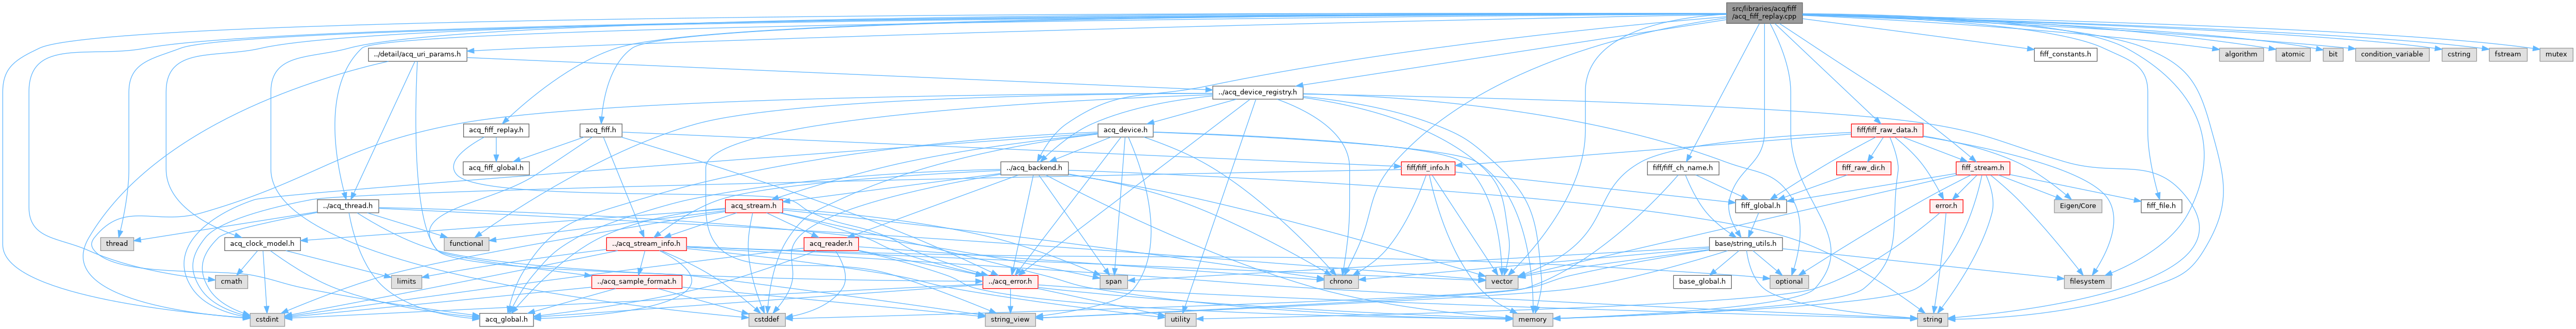 src/libraries/acq/fiff
/acq_fiff_replay.cpp
../detail/acq_uri_params.h
fiff_constants.h
algorithm
atomic
bit
condition_variable
cstring
fstream
mutex
../acq_device_registry.h
acq_fiff_replay.h
acq_fiff.h
acq_device.h
fiff/fiff_raw_data.h
acq_fiff_global.h
../acq_backend.h
fiff/fiff_info.h
fiff/fiff_ch_name.h
fiff_raw_dir.h
fiff_stream.h
../acq_thread.h
acq_stream.h
fiff_global.h
error.h
Eigen/Core
fiff_file.h
thread
acq_clock_model.h
functional
../acq_stream_info.h
acq_reader.h
base/string_utils.h
cmath
limits
../acq_sample_format.h
../acq_error.h
span
chrono
vector
base_global.h
optional
filesystem
cstdint
acq_global.h
cstddef
string_view
utility
memory
string